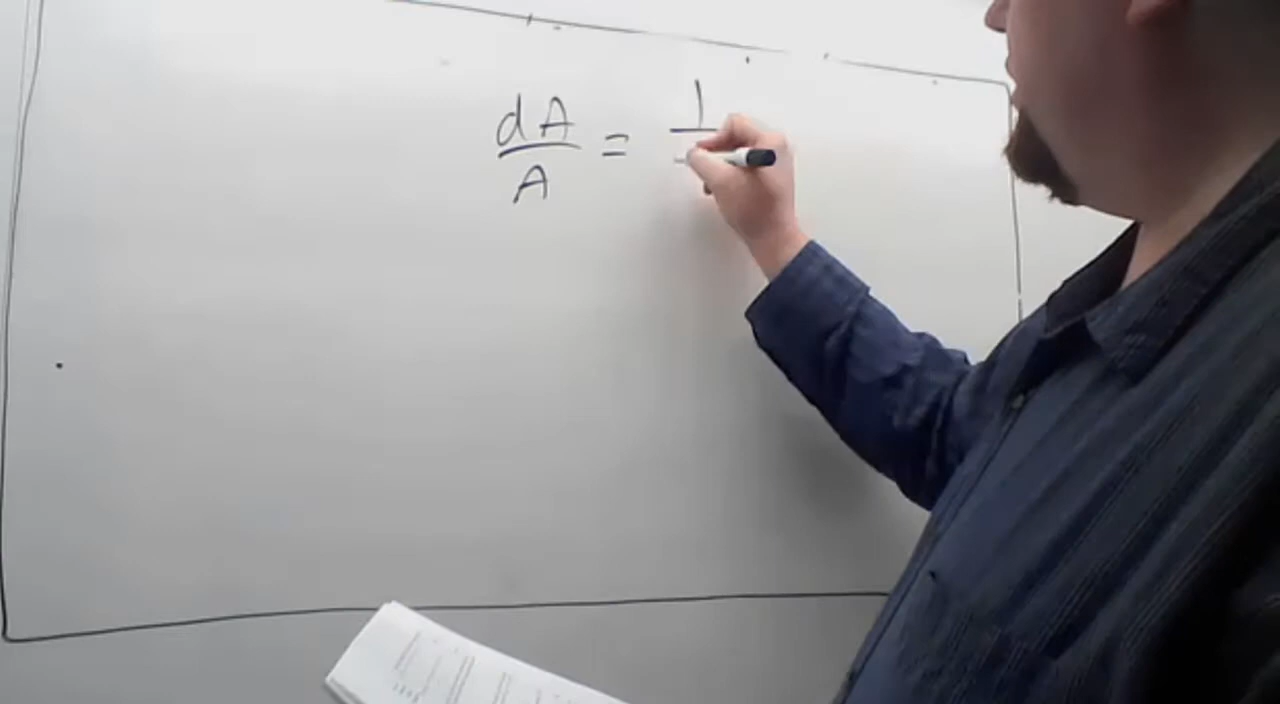 dA/A = 1/